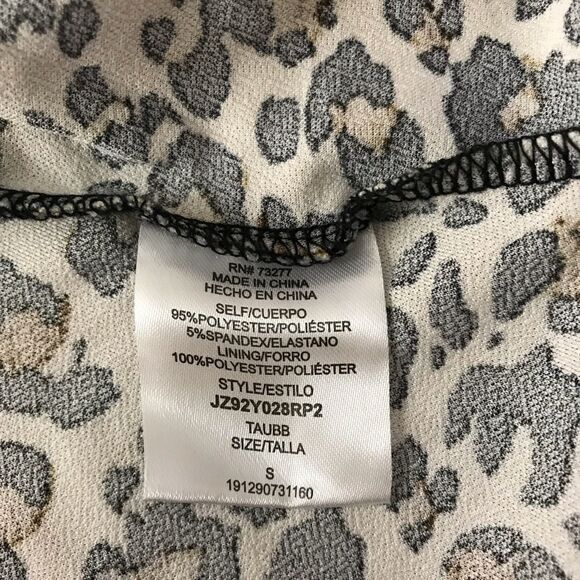 RN# 73277
MADE IN CHINA
HECHO EN CHINA
SELF/CUERPO
95%POLYESTER/POLIÉSTER
5%SPANDEX/ELASTANO
LINING/FORRO
100%POLYESTER/POLIÉSTER
STYLE/ESTILO
JZ92Y028RP2
TAUBB
SIZE/TALLA
S
191290731160